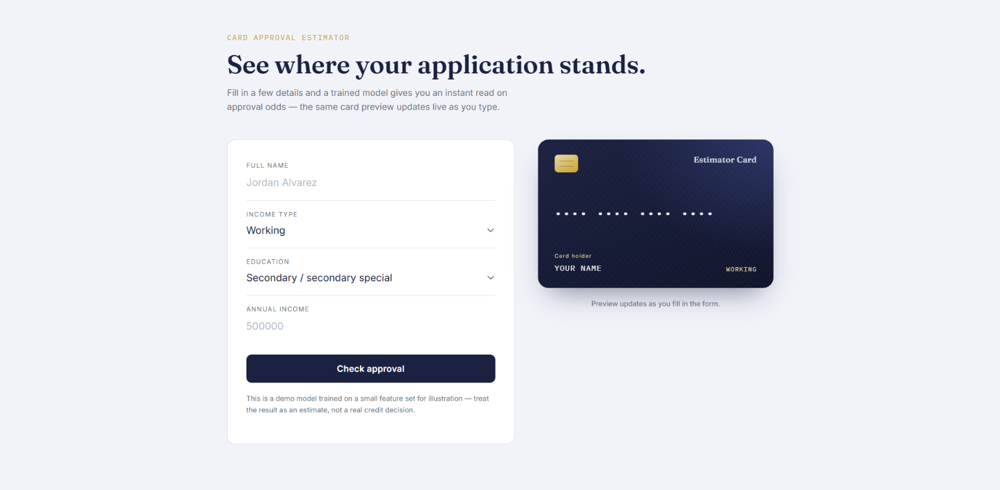 CARD APPROVAL ESTIMATOR
See where your application stands.
Fill in a few details and a trained model gives you an instant read on
approval odds — the same card preview updates live as you type.
FULL NAME
Jordan Alvarez
INCOME TYPE
Working
EDUCATION
Secondary / secondary special
ANNUAL INCOME
500000
Check approval
This is a demo model trained on a small feature set for illustration — treat
the result as an estimate, not a real credit decision.
Estimator Card
•••• •••• •••• ••••
Card holder
YOUR NAME
WORKING
Preview updates as you fill in the form.